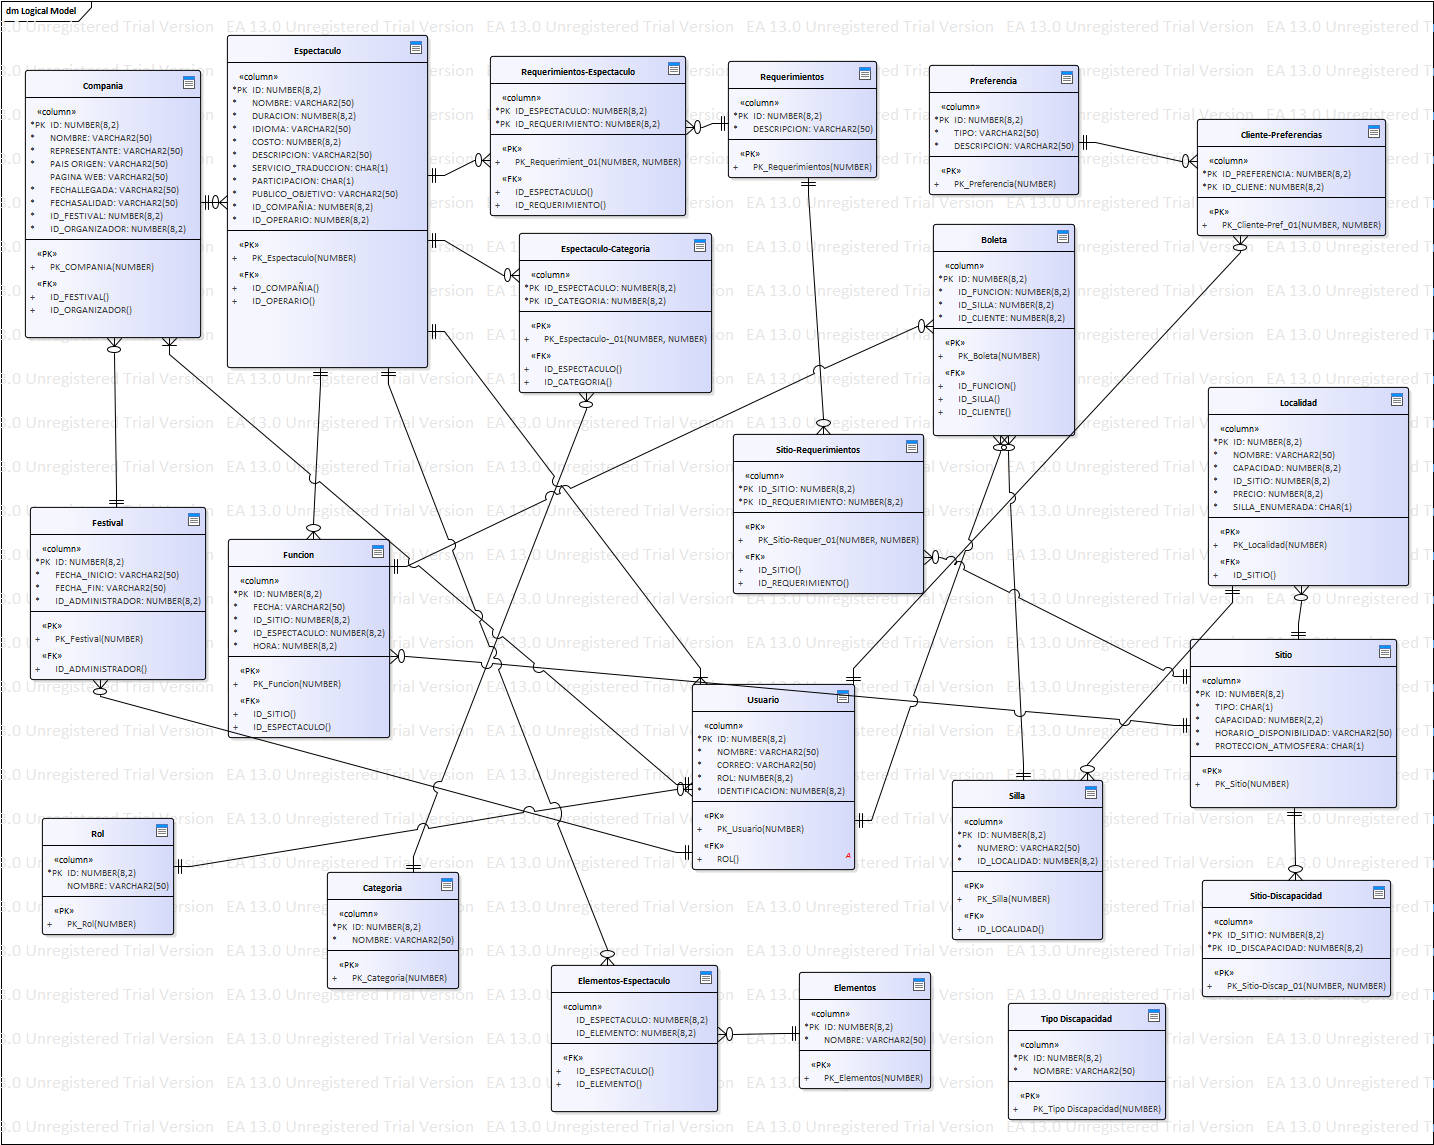 dm Logical Model
Compania
«column»
*PK ID: NUMBER(8,2)
* NOMBRE: VARCHAR2(50)
* REPRESENTANTE: VARCHAR2(50)
* PAIS ORIGEN: VARCHAR2(50)
PAGINA WEB: VARCHAR2(50)
* FECHALLEGADA: VARCHAR2(50)
* FECHASALIDAD: VARCHAR2(50)
* ID_FESTIVAL: NUMBER(8,2)
* ID_ORGANIZADOR: NUMBER(8,2)
«PK»
+ PK_COMPANIA(NUMBER)
«FK»
+ ID_FESTIVAL()
+ ID_ORGANIZADOR()
Espectaculo
«column»
*PK ID: NUMBER(8,2)
* NOMBRE: VARCHAR2(50)
* DURACION: NUMBER(8,2)
* IDIOMA: VARCHAR2(50)
* COSTO: NUMBER(8,2)
* DESCRIPCION: VARCHAR2(50)
* SERVICIO_TRADUCCION: CHAR(1)
* PARTICIPACION: CHAR(1)
* PUBLICO_OBJETIVO: VARCHAR2(50)
* ID_COMPAÑIA: NUMBER(8,2)
* ID_OPERARIO: NUMBER(8,2)
«PK»
+ PK_Espectaculo(NUMBER)
«FK»
+ ID_COMPAÑIA()
+ ID_OPERARIO()
Requerimientos-Espectaculo
«column»
*PK ID_ESPECTACULO: NUMBER(8,2)
*PK ID_REQUERIMIENTO: NUMBER(8,2)
«PK»
+ PK_Requerimient_01(NUMBER, NUMBER)
«FK»
+ ID_ESPECTACULO()
+ ID_REQUERIMIENTO()
Requerimientos
«column»
*PK ID: NUMBER(8,2)
* DESCRIPCION: VARCHAR2(50)
«PK»
+ PK_Requerimientos(NUMBER)
Preferencia
«column»
*PK ID: NUMBER(8,2)
* TIPO: VARCHAR2(50)
* DESCRIPCION: VARCHAR2(50)
«PK»
+ PK_Preferencia(NUMBER)
Cliente-Preferencias
«column»
*PK ID_PREFERENCIA: NUMBER(8,2)
*PK ID_CLIENE: NUMBER(8,2)
«PK»
+ PK_Cliente-Pref_01(NUMBER, NUMBER)
Espectaculo-Categoria
«column»
*PK ID_ESPECTACULO: NUMBER(8,2)
*PK ID_CATEGORIA: NUMBER(8,2)
«PK»
+ PK_Espectaculo-_01(NUMBER, NUMBER)
«FK»
+ ID_ESPECTACULO()
+ ID_CATEGORIA()
Boleta
«column»
*PK ID: NUMBER(8,2)
* ID_FUNCION: NUMBER(8,2)
* ID_SILLA: NUMBER(8,2)
* ID_CLIENTE: NUMBER(8,2)
«PK»
+ PK_Boleta(NUMBER)
«FK»
+ ID_FUNCION()
+ ID_SILLA()
+ ID_CLIENTE()
Localidad
«column»
*PK ID: NUMBER(8,2)
* NOMBRE: VARCHAR2(50)
* CAPACIDAD: NUMBER(8,2)
* ID_SITIO: NUMBER(8,2)
* PRECIO: NUMBER(8,2)
* SILLA_ENUMERADA: CHAR(1)
«PK»
+ PK_Localidad(NUMBER)
«FK»
+ ID_SITIO()
Sitio-Requerimientos
«column»
*PK ID_SITIO: NUMBER(8,2)
*PK ID_REQUERIMIENTO: NUMBER(8,2)
«PK»
+ PK_Sitio-Requer_01(NUMBER, NUMBER)
«FK»
+ ID_SITIO()
+ ID_REQUERIMIENTO()
Festival
«column»
*PK ID: NUMBER(8,2)
* FECHA_INICIO: VARCHAR2(50)
* FECHA_FIN: VARCHAR2(50)
* ID_ADMINISTRADOR: NUMBER(8,2)
«PK»
+ PK_Festival(NUMBER)
«FK»
+ ID_ADMINISTRADOR()
Funcion
«column»
*PK ID: NUMBER(8,2)
* FECHA: VARCHAR2(50)
* ID_SITIO: NUMBER(8,2)
* ID_ESPECTACULO: NUMBER(8,2)
* HORA: NUMBER(8,2)
«PK»
+ PK_Funcion(NUMBER)
«FK»
+ ID_SITIO()
+ ID_ESPECTACULO()
Usuario
«column»
*PK ID: NUMBER(8,2)
* NOMBRE: VARCHAR2(50)
* CORREO: VARCHAR2(50)
* ROL: NUMBER(8,2)
* IDENTIFICACION: NUMBER(8,2)
«PK»
+ PK_Usuario(NUMBER)
«FK»
+ ROL()
A
Sitio
«column»
*PK ID: NUMBER(8,2)
* TIPO: CHAR(1)
* CAPACIDAD: NUMBER(2,2)
* HORARIO_DISPONIBILIDAD: VARCHAR2(50)
* PROTECCION_ATMOSFERA: CHAR(1)
«PK»
+ PK_Sitio(NUMBER)
Silla
«column»
*PK ID: NUMBER(8,2)
* NUMERO: VARCHAR2(50)
* ID_LOCALIDAD: NUMBER(8,2)
«PK»
+ PK_Silla(NUMBER)
«FK»
+ ID_LOCALIDAD()
Rol
«column»
*PK ID: NUMBER(8,2)
NOMBRE: VARCHAR2(50)
«PK»
+ PK_Rol(NUMBER)
Categoria
«column»
*PK ID: NUMBER(8,2)
* NOMBRE: VARCHAR2(50)
«PK»
+ PK_Categoria(NUMBER)
Sitio-Discapacidad
«column»
*PK ID_SITIO: NUMBER(8,2)
*PK ID_DISCAPACIDAD: NUMBER(8,2)
«PK»
+ PK_Sitio-Discap_01(NUMBER, NUMBER)
Elementos-Espectaculo
«column»
ID_ESPECTACULO: NUMBER(8,2)
ID_ELEMENTO: NUMBER(8,2)
«FK»
+ ID_ESPECTACULO()
+ ID_ELEMENTO()
Elementos
«column»
*PK ID: NUMBER(8,2)
* NOMBRE: VARCHAR2(50)
«PK»
+ PK_Elementos(NUMBER)
Tipo Discapacidad
«column»
*PK ID: NUMBER(8,2)
* NOMBRE: VARCHAR2(50)
«PK»
+ PK_Tipo Discapacidad(NUMBER)
EA 13.0 Unregistered Trial Version